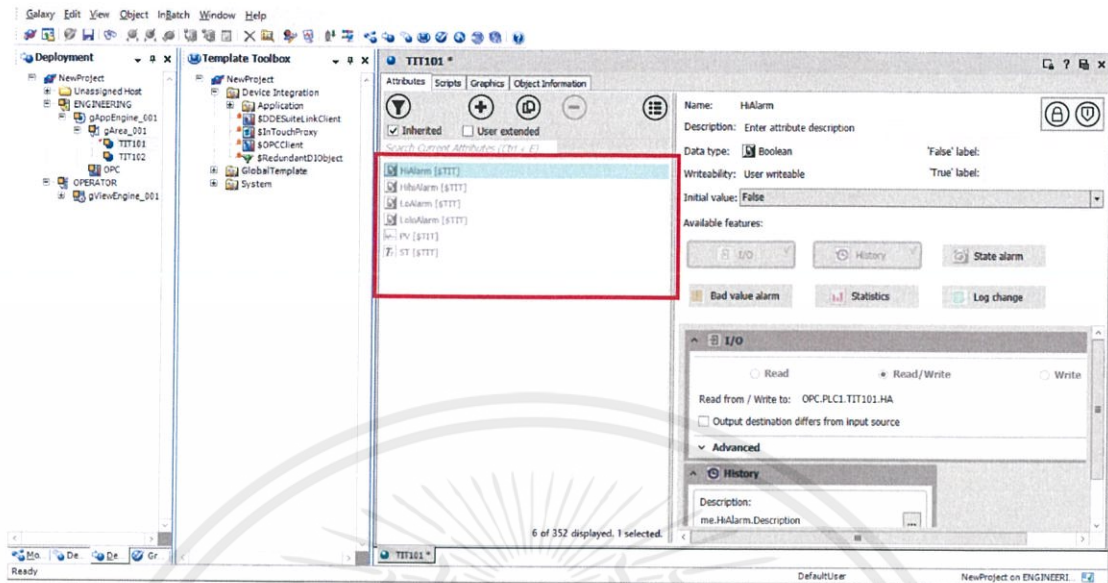 Galaxy Edit View Object InBatch Window Help
Deployment
NewProject
Unassigned Host
ENGINEERING
gAppEngine_001
gArea_001
TIT101
TIT102
OPC
OPERATOR
gViewEngine_001
Template Toolbox
NewProject
Device Integration
Application
$DDESuiteLinkClient
$InTouchProxy
$OPCClient
$RedundantDIObject
GlobalTemplate
System
TIT101 *
Attributes Scripts Graphics Object Information
Inherited User extended
Search Current Attributes (Ctrl + E)
HiAlarm [$TIT]
HihiAlarm [$TIT]
LoAlarm [$TIT]
LoloAlarm [$TIT]
PV [$TIT]
ST [$TIT]
6 of 352 displayed. 1 selected.
Name: HiAlarm
Description: Enter attribute description
Data type: Boolean 'False' label:
Writeability: User writeable 'True' label:
Initial value: False
Available features:
I/O History State alarm
Bad value alarm Statistics Log change
I/O
Read Read/Write Write
Read from / Write to: OPC.PLC1.TIT101.HA
Output destination differs from input source
Advanced
History
Description:
me.HiAlarm.Description ...
Mo. De.. De Gr..
TIT101 *
Ready
DefaultUser NewProject on ENGINEERI...